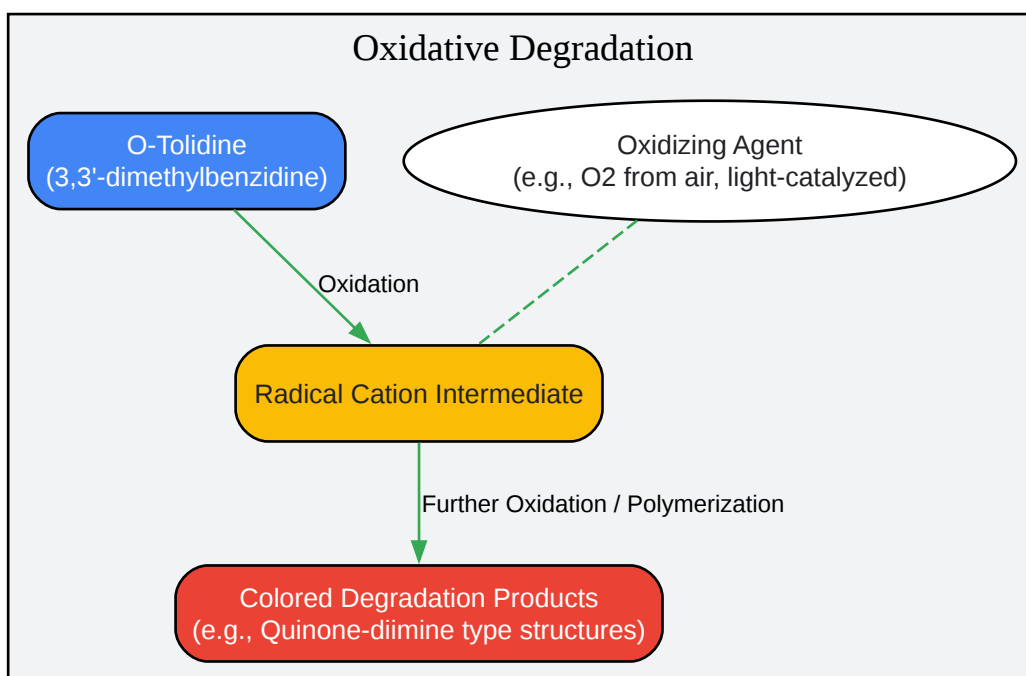 Oxidative Degradation
O-Tolidine
(3,3'-dimethylbenzidine)
Oxidizing Agent
(e.g., O2 from air, light-catalyzed)
Oxidation
Radical Cation Intermediate
Further Oxidation / Polymerization
Colored Degradation Products
(e.g., Quinone-diimine type structures)